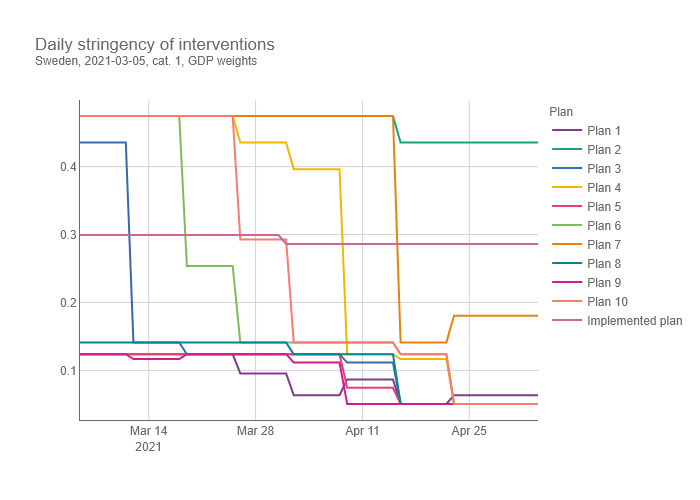 Daily stringency of interventions
Sweden, 2021-03-05, cat. 1, GDP weights
Plan
Plan 1
Plan 2
Plan 3
Plan 4
Plan 5
Plan 6
Plan 7
Plan 8
Plan 9
Plan 10
Implemented plan
0.4
0.3
0.2
0.1
Mar 14 Mar 28 Apr 11 Apr 25
2021